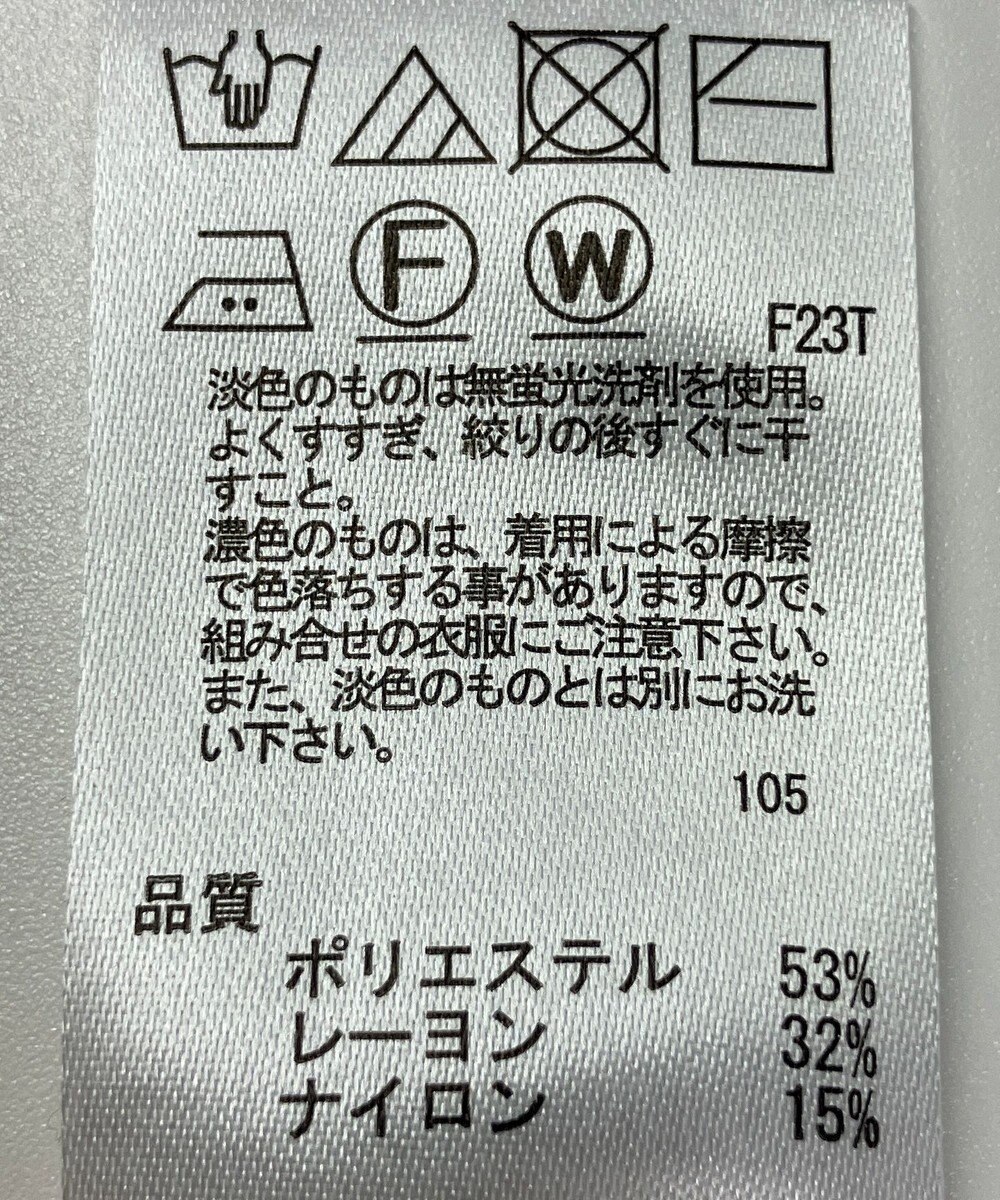 F
W
F23T
淡色のものは無蛍光洗剤を使用。
よくすすぎ、絞りの後すぐに干
すこと。
濃色のものは、着用による摩擦
で色落ちする事がありますので、
組み合せの衣服にご注意下さい。
また、淡色のものとは別にお洗
い下さい。
105
品質
ポリエステル 53%
レーヨン 32%
ナイロン 15%